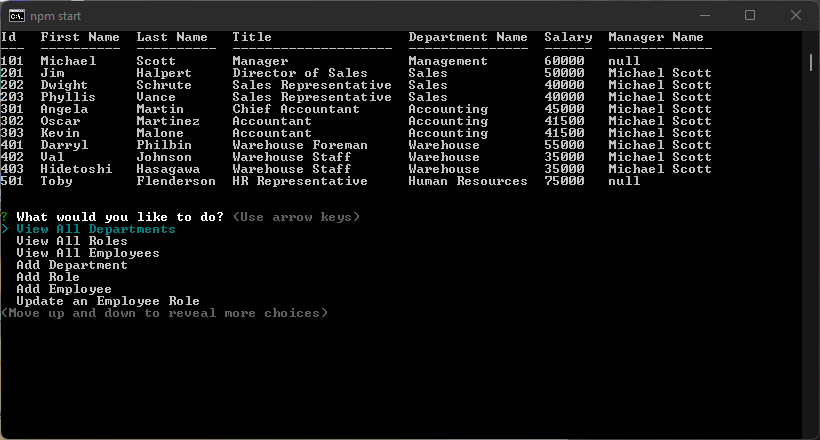 npm start
Id   First Name  Last Name   Title                 Department Name  Salary  Manager Name
---  ----------  ----------  --------------------  ---------------  ------  -------------
101  Michael     Scott       Manager               Management       60000   null
201  Jim         Halpert     Director of Sales     Sales            50000   Michael Scott
202  Dwight      Schrute     Sales Representative  Sales            40000   Michael Scott
203  Phyllis     Vance       Sales Representative  Sales            40000   Michael Scott
301  Angela      Martin      Chief Accountant      Accounting       45000   Michael Scott
302  Oscar       Martinez    Accountant            Accounting       41500   Michael Scott
303  Kevin       Malone      Accountant            Accounting       41500   Michael Scott
401  Darryl      Philbin     Warehouse Foreman     Warehouse        55000   Michael Scott
402  Val         Johnson     Warehouse Staff       Warehouse        35000   Michael Scott
403  Hidetoshi   Hasagawa    Warehouse Staff       Warehouse        35000   Michael Scott
501  Toby        Flenderson  HR Representative     Human Resources  75000   null
? What would you like to do? (Use arrow keys)
> View All Departments
  View All Roles
  View All Employees
  Add Department
  Add Role
  Add Employee
  Update an Employee Role
(Move up and down to reveal more choices)